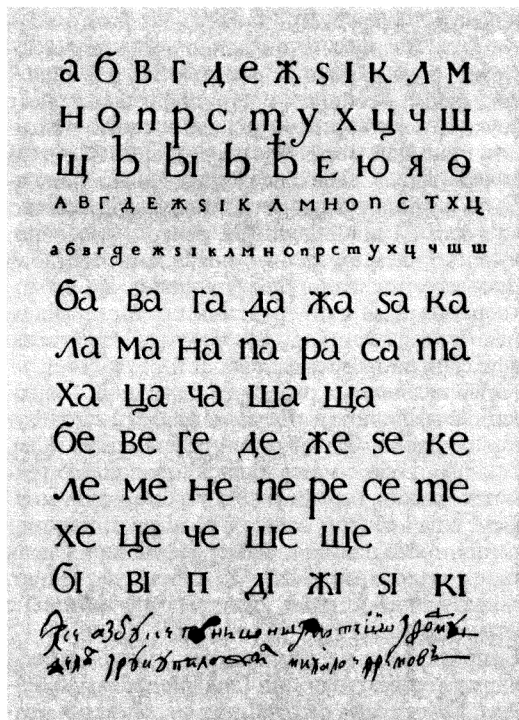 а б в г д е ж ѕ і к л м
н о п р с т у х ц ч ш
щ ъ ы ь ѣ Е ю я ѳ
А В Г Д Е Ж Ѕ І К Л М Н О П С Т Х Ц
а б в г д е ж ѕ і к л м н о п р с т у х ц ч ш ш
ба ва га да жа ѕа ка
ла ма на па ра са та
ха ца ча ша ща
бе ве ге де же ѕе ке
ле ме не пе ре се те
хе це че ше ще
бі ві гі ді жі ѕі кі